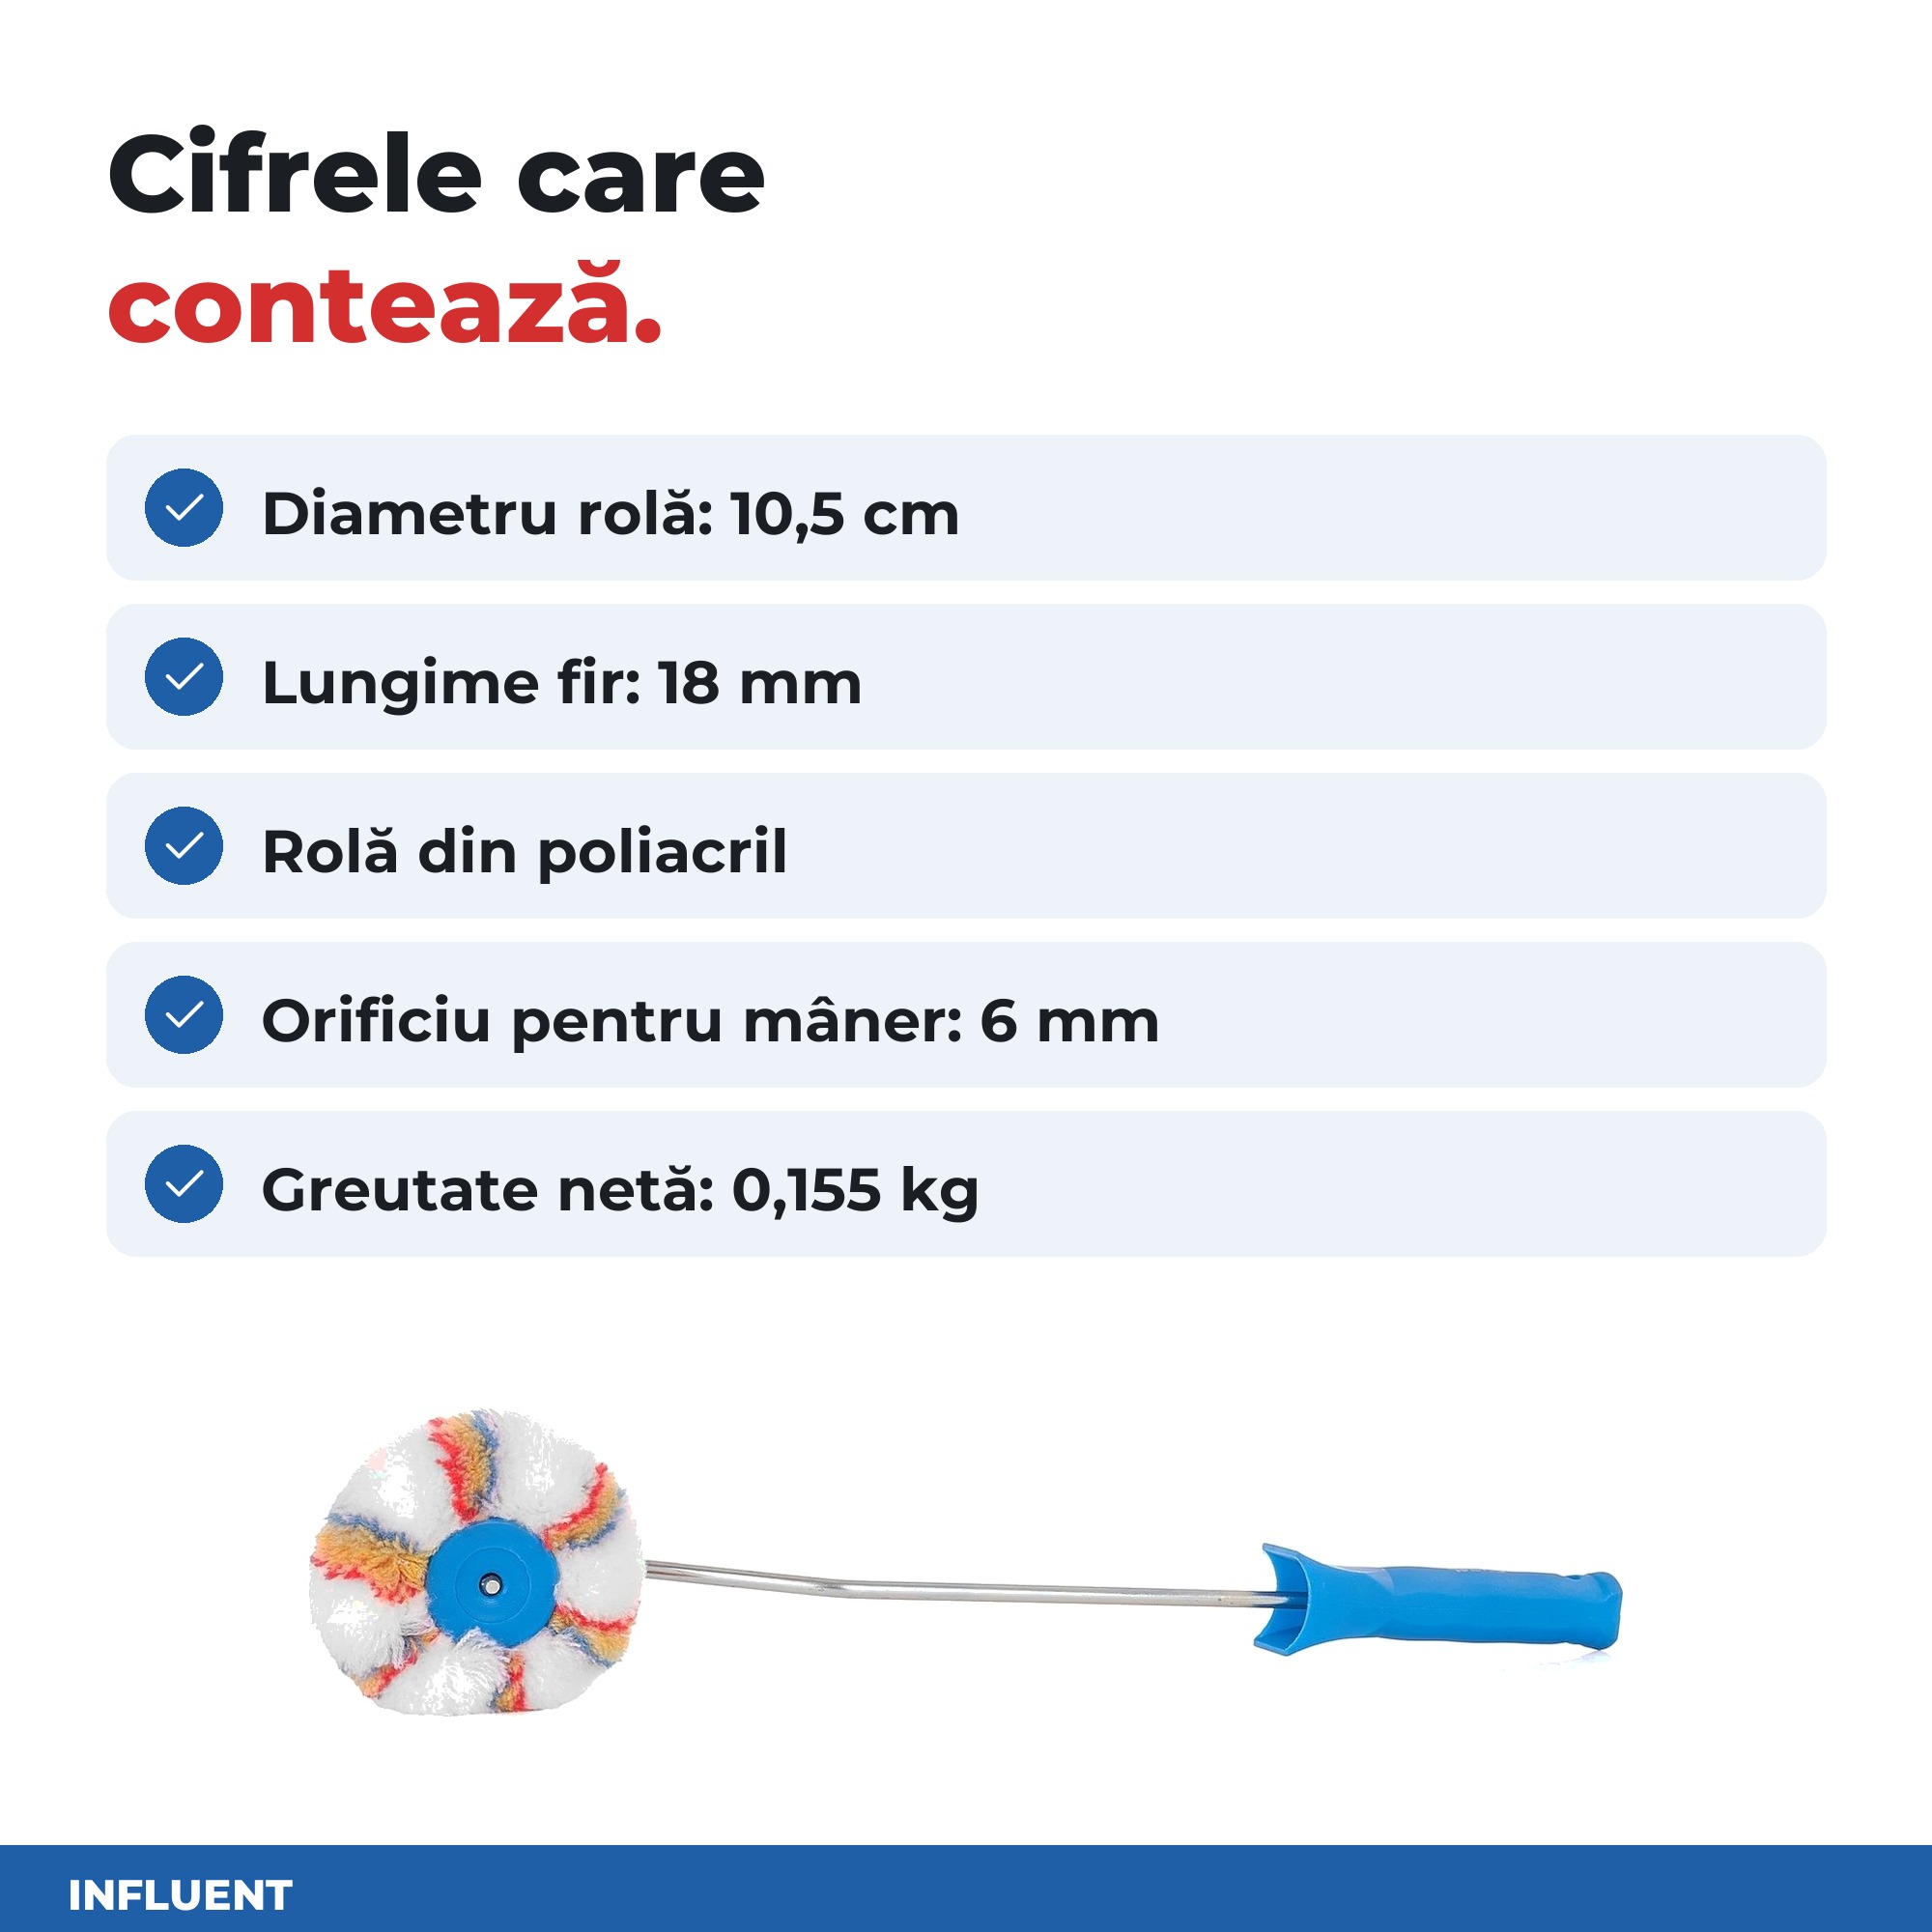 Cifrele care
contează.
Diametru rolă: 10,5 cm
Lungime fir: 18 mm
Rolă din poliacril
Orificiu pentru mâner: 6 mm
Greutate netă: 0,155 kg
INFLUENT